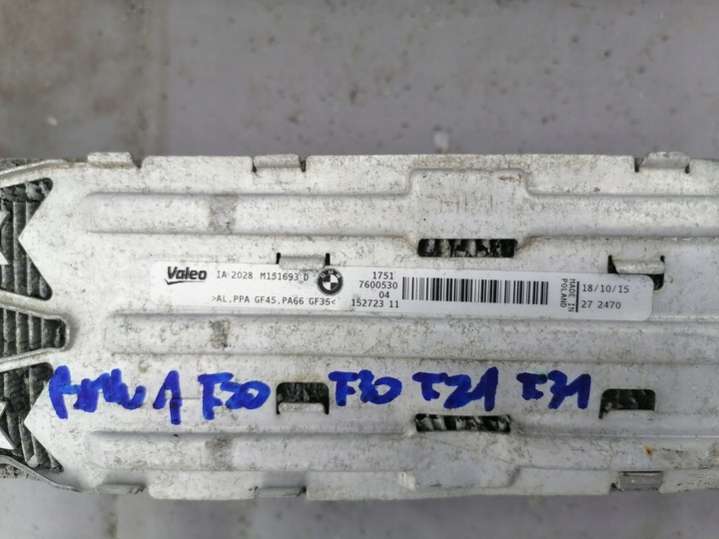 Valeo IA 2028 M151693 D
>AL,PPA GF45,PA66 GF35<
1751
7600530
04
152723 11
MADE IN
POLAND
18/10/15
27 2470
BMW 1 F20 F30 F21 F31